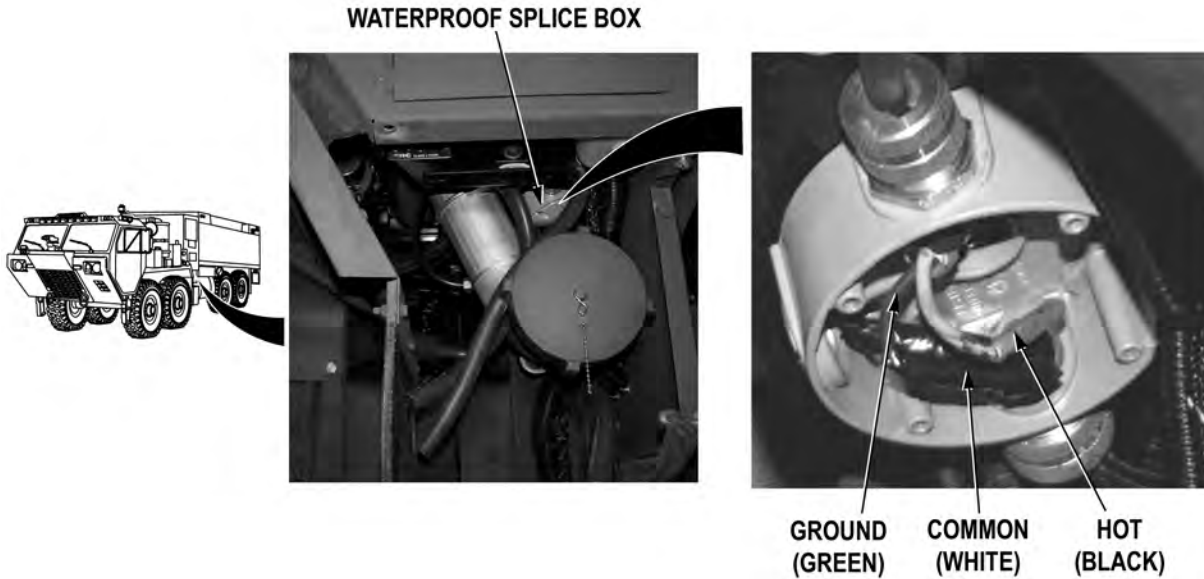 WATERPROOF SPLICE BOX
GROUND
(GREEN)
COMMON
(WHITE)
HOT
(BLACK)